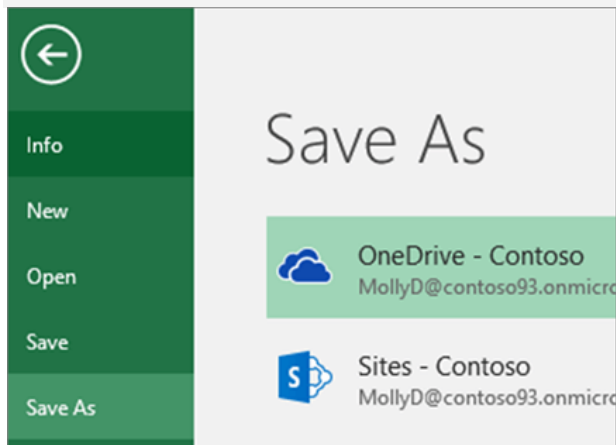 Info
New
Open
Save
Save As
Save As
OneDrive - Contoso
MollyD@contoso93.onmicro
S
Sites - Contoso
MollyD@contoso93.onmicro